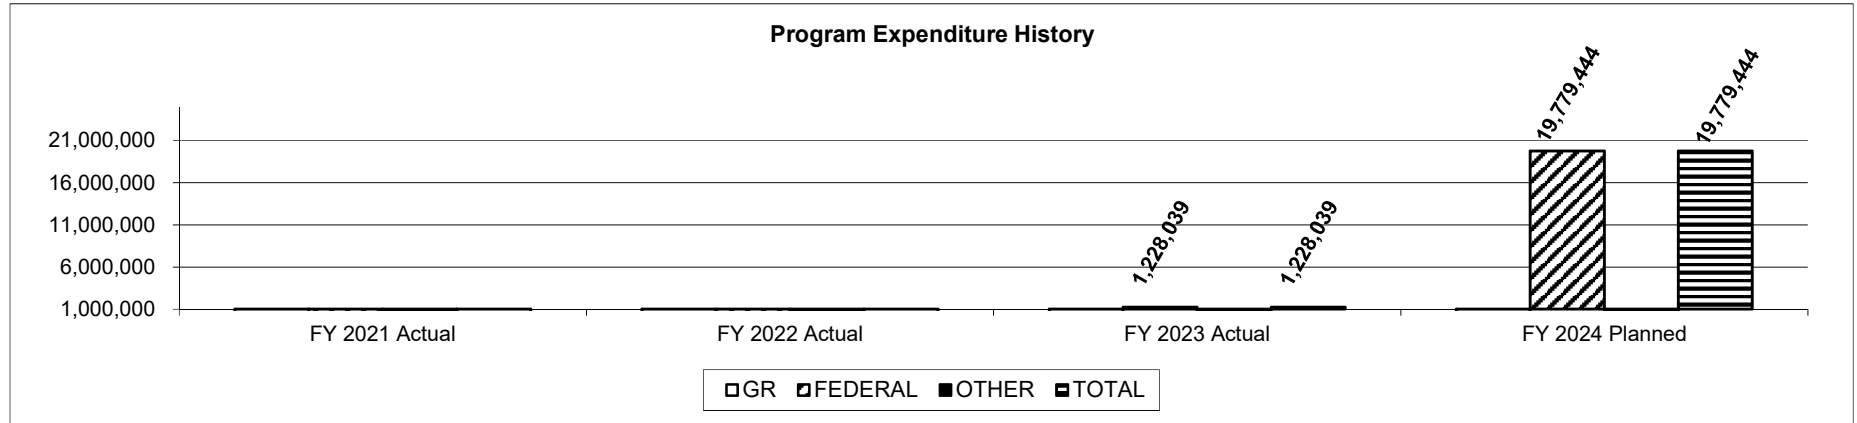 Program Expenditure History
19,779,444
19,779,444
21,000,000
16,000,000
11,000,000
1,228,039
1,228,039
6,000,000
1,000,000
FY 2021 Actual
FY 2022 Actual
FY 2023 Actual
FY 2024 Planned
GR FEDERAL OTHER TOTAL